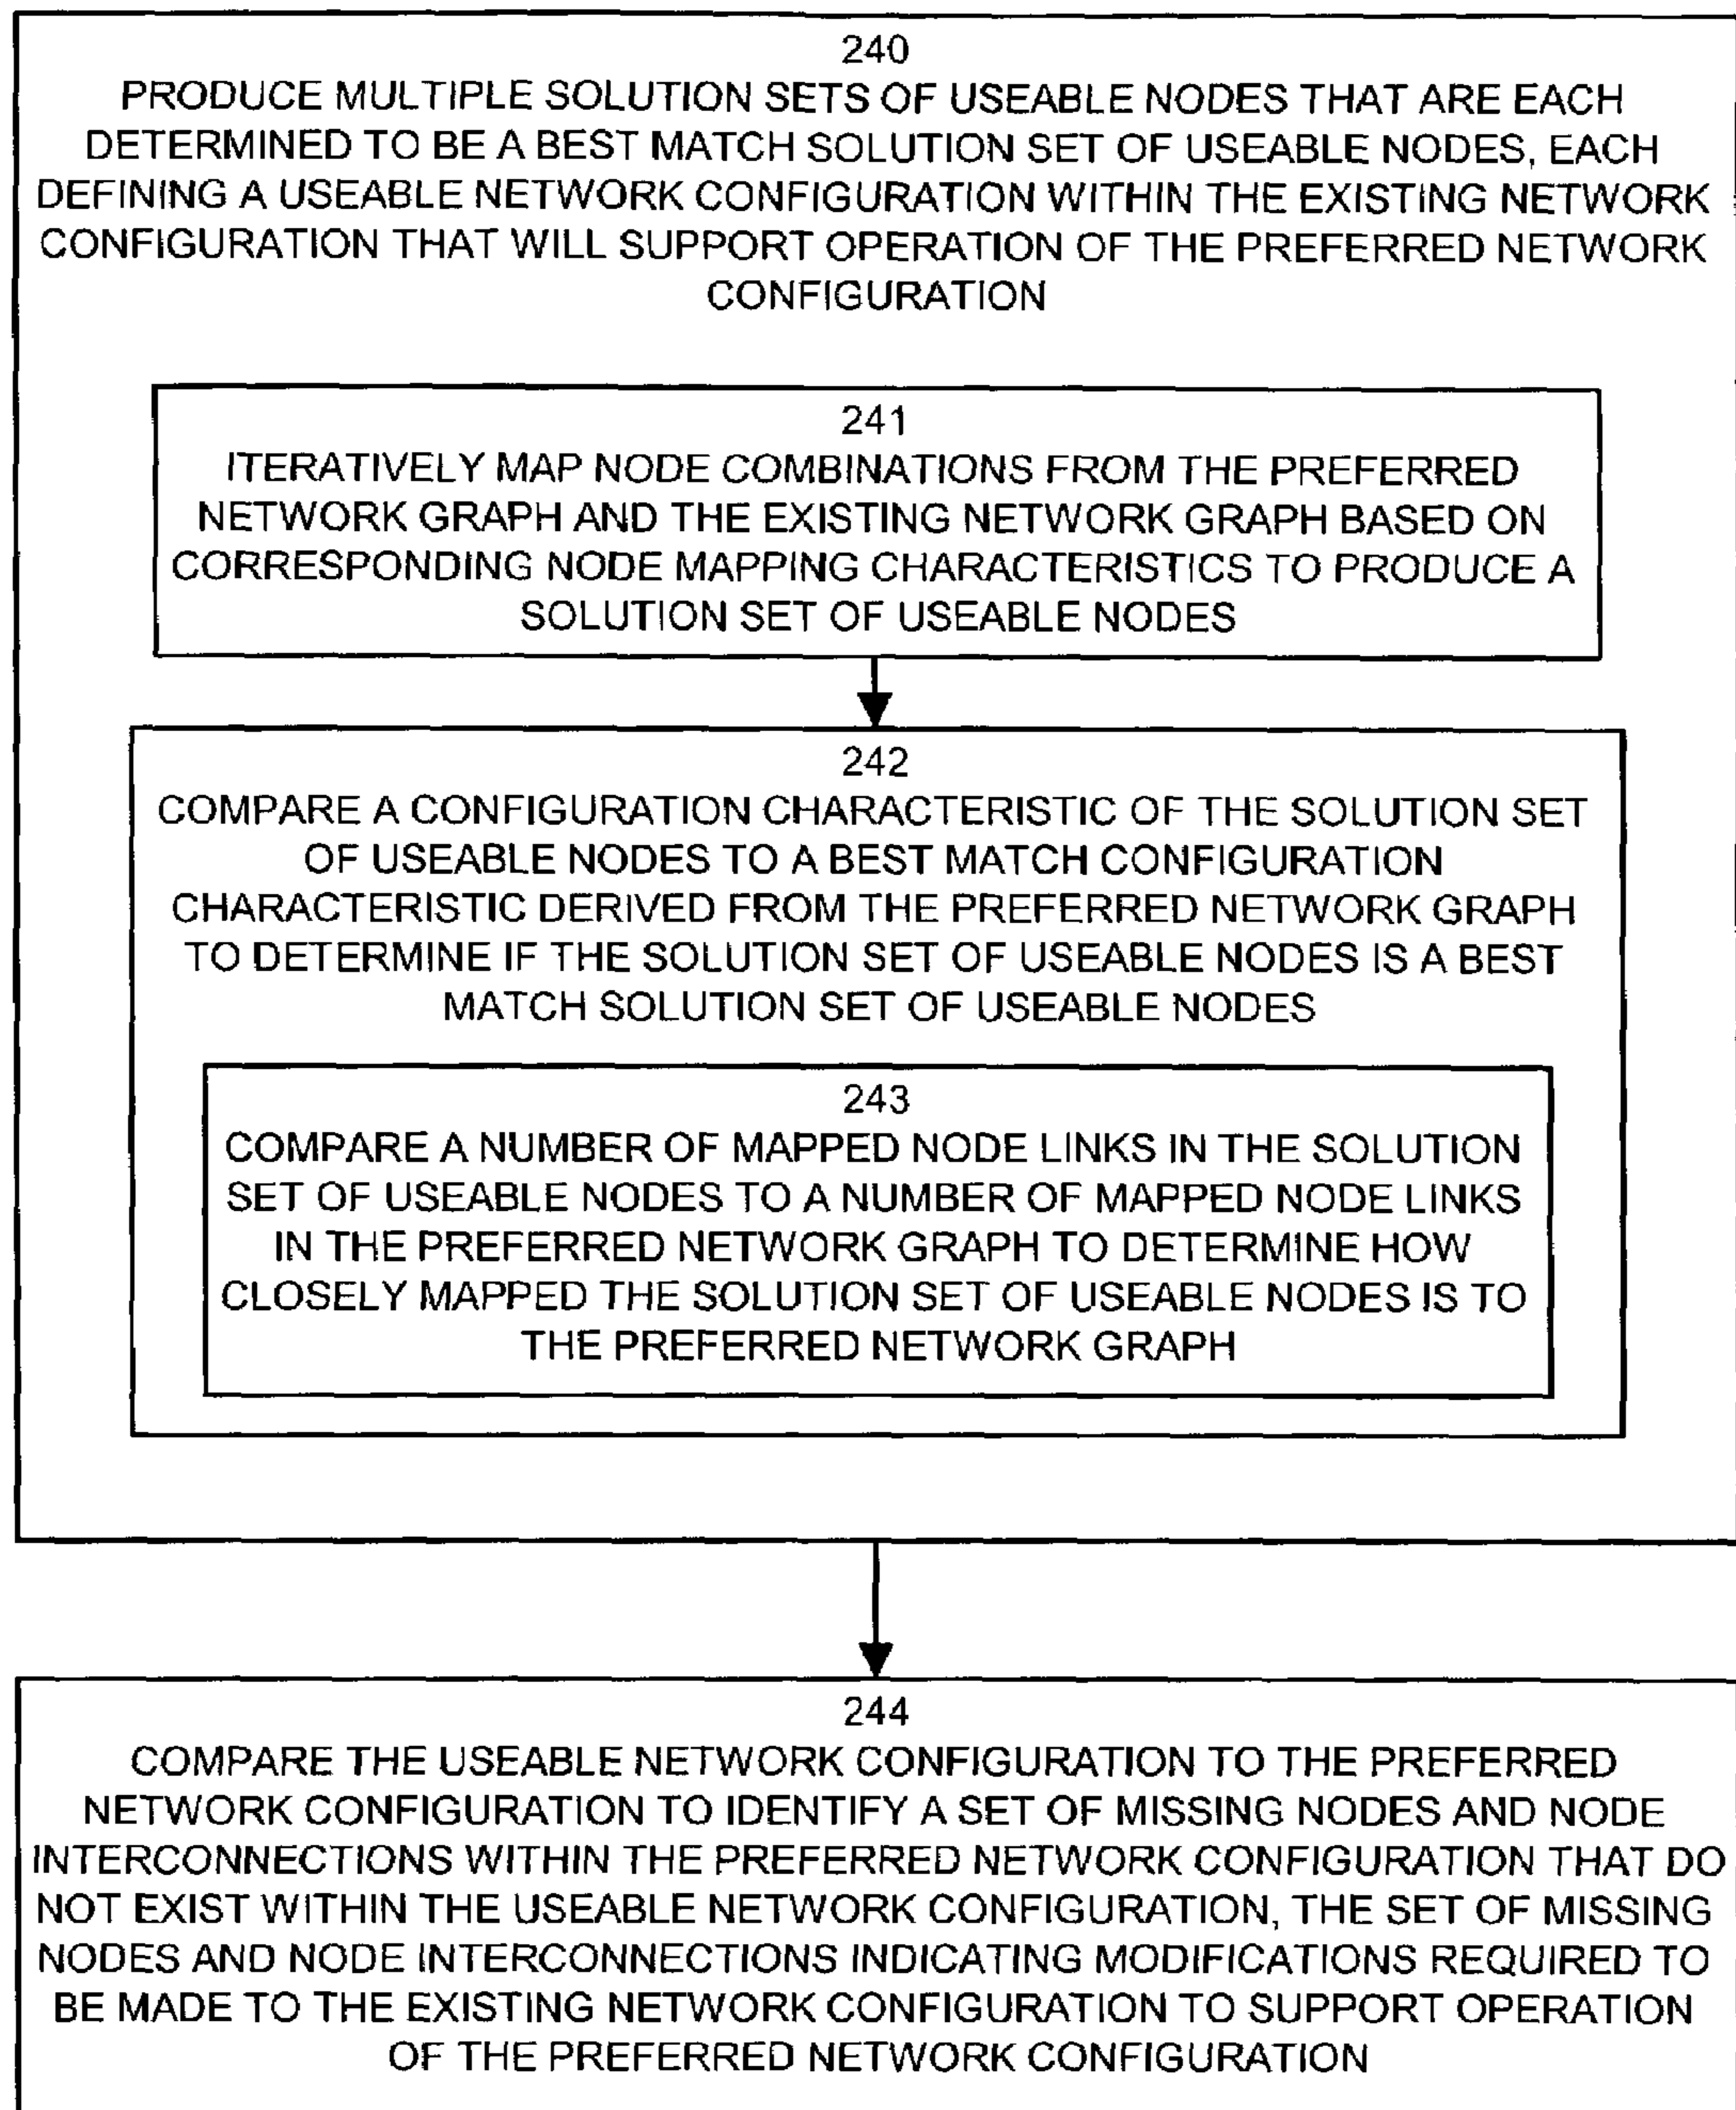 240
PRODUCE MULTIPLE SOLUTION SETS OF USEABLE NODES THAT ARE EACH
DETERMINED TO BE A BEST MATCH SOLUTION SET OF USEABLE NODES, EACH
DEFINING A USEABLE NETWORK CONFIGURATION WITHIN THE EXISTING NETWORK
CONFIGURATION THAT WILL SUPPORT OPERATION OF THE PREFERRED NETWORK
CONFIGURATION
241
ITERATIVELY MAP NODE COMBINATIONS FROM THE PREFERRED
NETWORK GRAPH AND THE EXISTING NETWORK GRAPH BASED ON
CORRESPONDING NODE MAPPING CHARACTERISTICS TO PRODUCE A
SOLUTION SET OF USEABLE NODES
242
COMPARE A CONFIGURATION CHARACTERISTIC OF THE SOLUTION SET
OF USEABLE NODES TO A BEST MATCH CONFIGURATION
CHARACTERISTIC DERIVED FROM THE PREFERRED NETWORK GRAPH
TO DETERMINE IF THE SOLUTION SET OF USEABLE NODES IS A BEST
MATCH SOLUTION SET OF USEABLE NODES
243
COMPARE A NUMBER OF MAPPED NODE LINKS IN THE SOLUTION
SET OF USEABLE NODES TO A NUMBER OF MAPPED NODE LINKS
IN THE PREFERRED NETWORK GRAPH TO DETERMINE HOW
CLOSELY MAPPED THE SOLUTION SET OF USEABLE NODES IS TO
THE PREFERRED NETWORK GRAPH
244
COMPARE THE USEABLE NETWORK CONFIGURATION TO THE PREFERRED
NETWORK CONFIGURATION TO IDENTIFY A SET OF MISSING NODES AND NODE
INTERCONNECTIONS WITHIN THE PREFERRED NETWORK CONFIGURATION THAT DO
NOT EXIST WITHIN THE USEABLE NETWORK CONFIGURATION, THE SET OF MISSING
NODES AND NODE INTERCONNECTIONS INDICATING MODIFICATIONS REQUIRED TO
BE MADE TO THE EXISTING NETWORK CONFIGURATION TO SUPPORT OPERATION
OF THE PREFERRED NETWORK CONFIGURATION